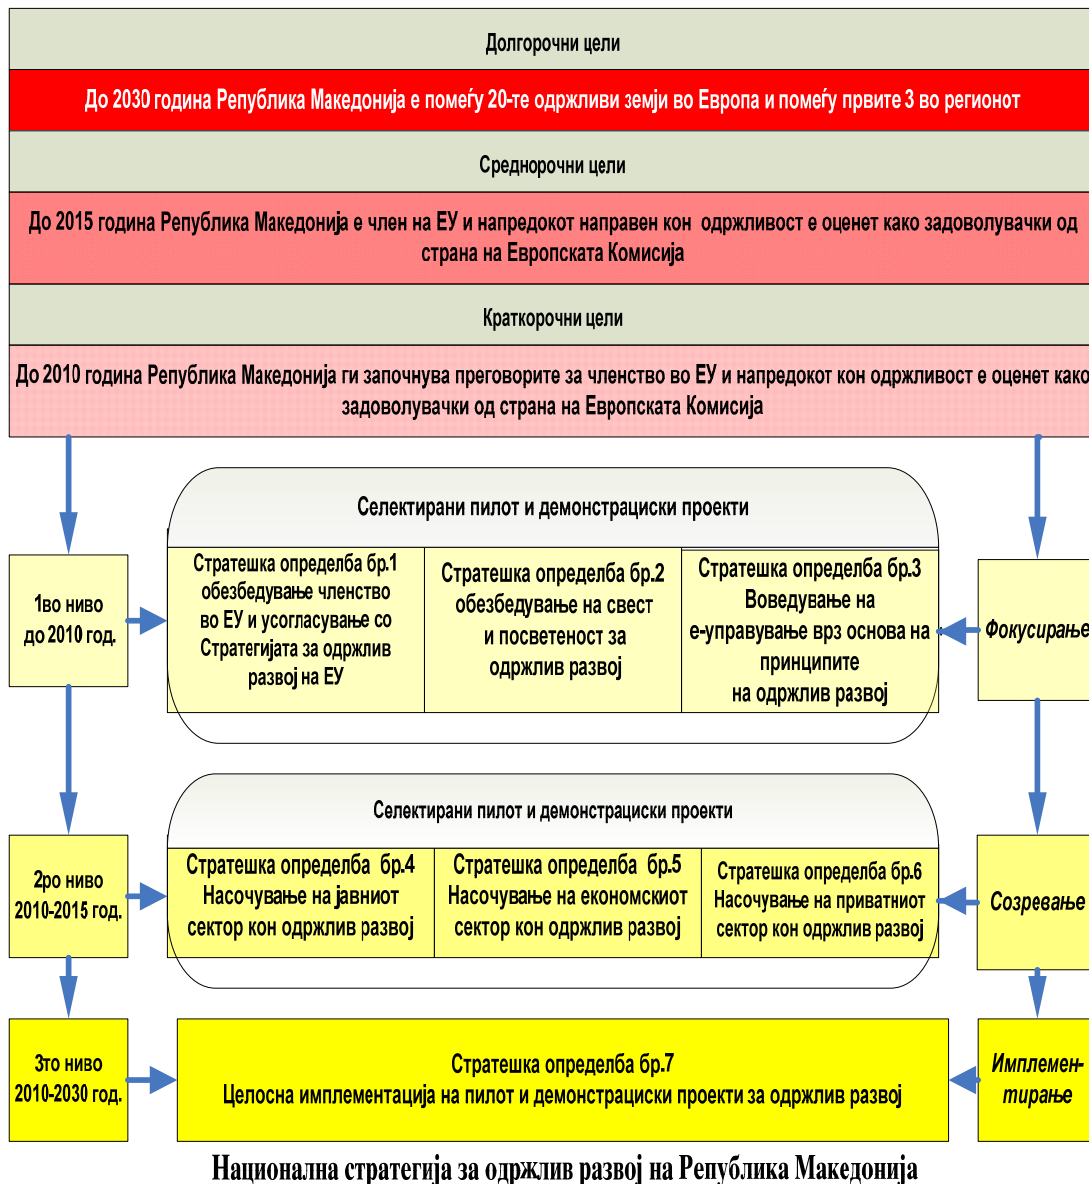 Долгорочни цели
До 2030 година Република Македонија е помеѓу 20-те одржливи земји во Европа и помеѓу првите 3 во регионот
Среднорочни цели
До 2015 година Република Македонија е член на ЕУ и напредокот направен кон одржливост е оценет како задоволувачки од
страна на Европската Комисија
Краткорочни цели
До 2010 година Република Македонија ги започнува преговорите за членство во ЕУ и напредокот кон одржливост е оценет како
задоволувачки од страна на Европската Комисија
Селектирани пилот и демонстрациски проекти
1во ниво
до 2010 год.
Стратешка определба бр.1
обезбедување членство
во ЕУ и усогласување со
Стратегијата за одржлив
развој на ЕУ
Стратешка определба бр.2
обезбедување на свест
и посветеност за
одржлив развој
Стратешка определба бр.3
Воведување на
е-управување врз основа на
принципите
на одржлив развој
Фокусирање
Селектирани пилот и демонстрациски проекти
2ро ниво
2010-2015 год.
Стратешка определба бр.4
Насочување на јавниот
сектор кон одржлив развој
Стратешка определба бр.5
Насочување на економскиот
сектор кон одржлив развој
Стратешка определба бр.6
Насочување на приватниот
сектор кон одржлив развој
Созревање
3то ниво
2010-2030 год.
Стратешка определба бр.7
Целосна имплементација на пилот и демонстрациски проекти за одржлив развој
Имплемен-
тирање
Национална стратегија за одржлив развој на Република Македонија